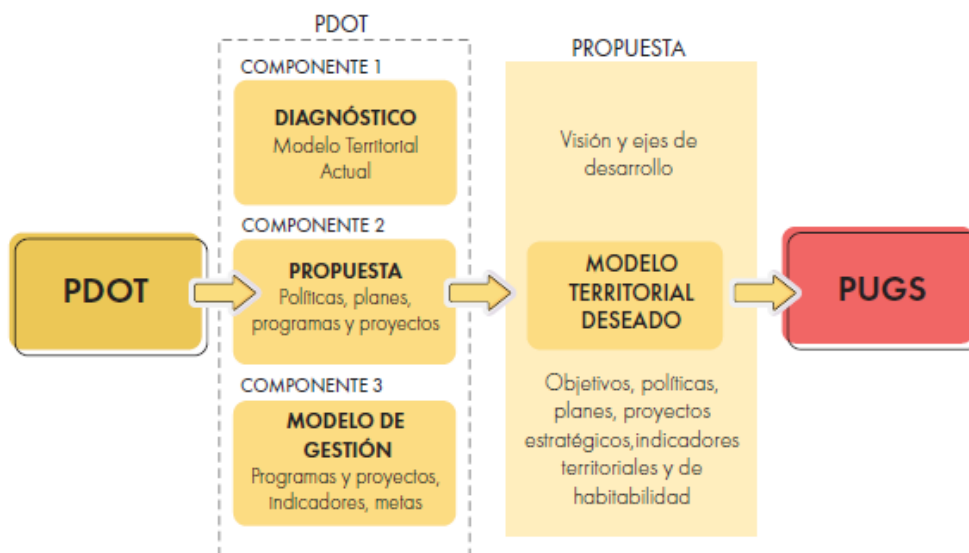 PDOT
PDOT
COMPONENTE 1
DIAGNÓSTICO
Modelo Territorial
Actual
COMPONENTE 2
PROPUESTA
Políticas, planes,
programas y proyectos
COMPONENTE 3
MODELO DE
GESTIÓN
Programas y proyectos,
indicadores, metas
PROPUESTA
Visión y ejes de
desarrollo
MODELO
TERRITORIAL
DESEADO
Objetivos, políticas,
planes, proyectos
estratégicos,indicadores
territoriales y de
habitabilidad
PUGS